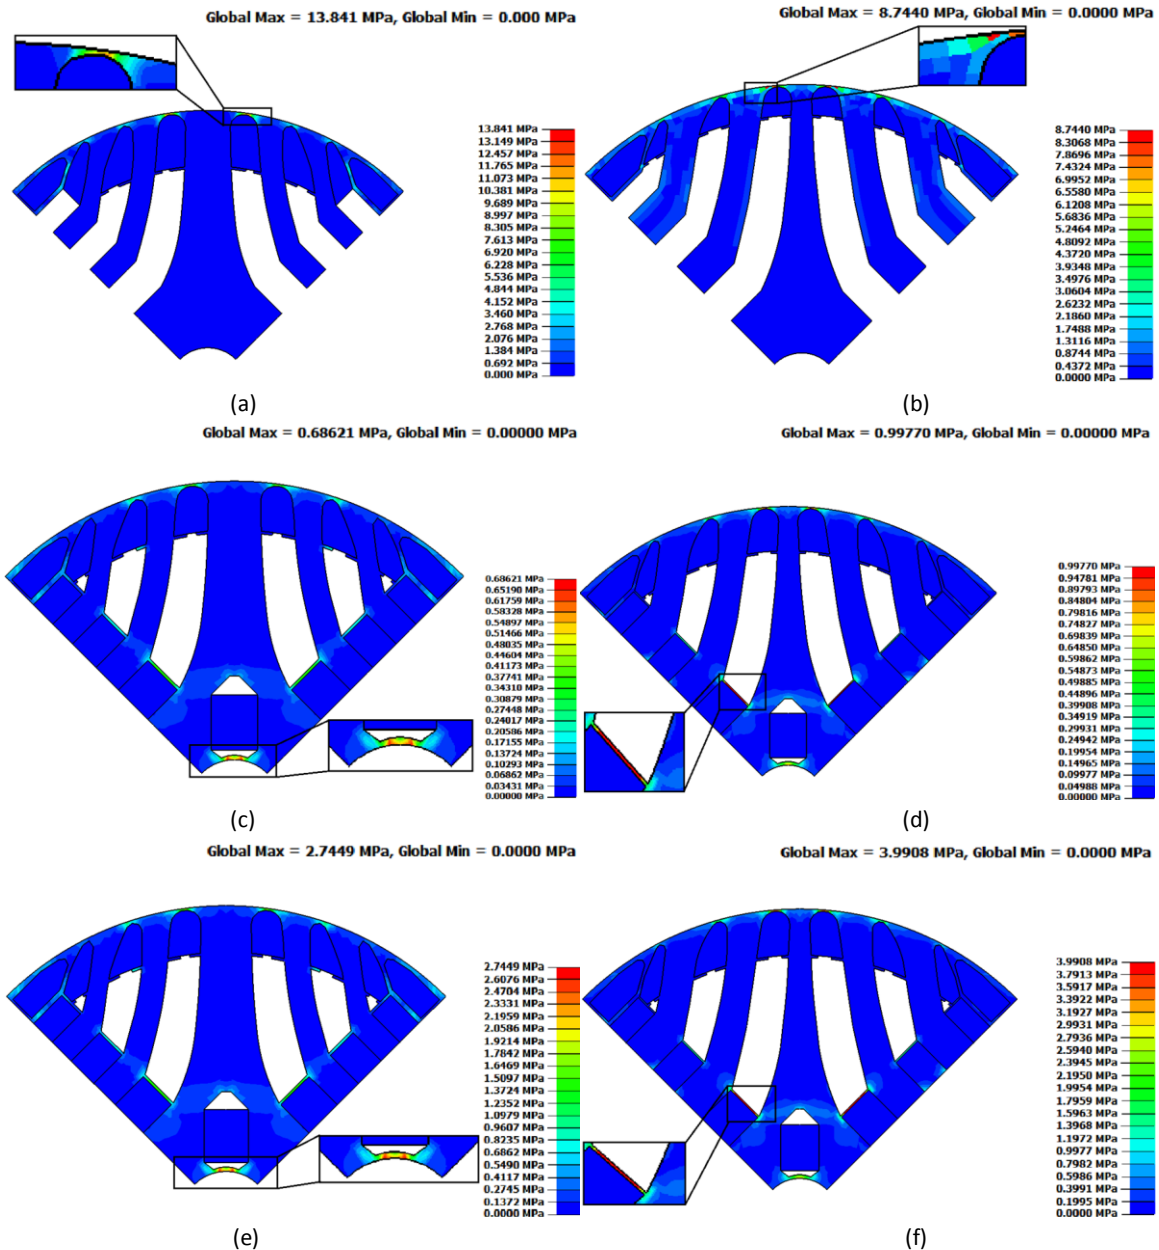 Global Max = 13.841 MPa, Global Min = 0.000 MPa
13.841 MPa
13.149 MPa
12.457 MPa
11.765 MPa
11.073 MPa
10.381 MPa
9.689 MPa
8.997 MPa
8.305 MPa
7.613 MPa
6.920 MPa
6.228 MPa
5.536 MPa
4.844 MPa
4.152 MPa
3.460 MPa
2.768 MPa
2.076 MPa
1.384 MPa
0.692 MPa
0.000 MPa
(a)
Global Max = 8.7440 MPa, Global Min = 0.0000 MPa
8.7440 MPa
8.3068 MPa
7.8696 MPa
7.4324 MPa
6.9952 MPa
6.5580 MPa
6.1208 MPa
5.6836 MPa
5.2464 MPa
4.8092 MPa
4.3720 MPa
3.9348 MPa
3.4976 MPa
3.0604 MPa
2.6232 MPa
2.1860 MPa
1.7488 MPa
1.3116 MPa
0.8744 MPa
0.4372 MPa
0.0000 MPa
(b)
Global Max = 0.68621 MPa, Global Min = 0.00000 MPa
0.68621 MPa
0.65190 MPa
0.61759 MPa
0.58328 MPa
0.54897 MPa
0.51466 MPa
0.48035 MPa
0.44604 MPa
0.41173 MPa
0.37741 MPa
0.34310 MPa
0.30879 MPa
0.27448 MPa
0.24017 MPa
0.20586 MPa
0.17155 MPa
0.13724 MPa
0.10293 MPa
0.06862 MPa
0.03431 MPa
0.00000 MPa
(c)
Global Max = 0.99770 MPa, Global Min = 0.00000 MPa
0.99770 MPa
0.94781 MPa
0.89793 MPa
0.84804 MPa
0.79816 MPa
0.74827 MPa
0.69839 MPa
0.64850 MPa
0.59862 MPa
0.54873 MPa
0.49885 MPa
0.44896 MPa
0.39908 MPa
0.34919 MPa
0.29931 MPa
0.24942 MPa
0.19954 MPa
0.14965 MPa
0.09977 MPa
0.04988 MPa
0.00000 MPa
(d)
Global Max = 2.7449 MPa, Global Min = 0.0000 MPa
2.7449 MPa
2.6076 MPa
2.4704 MPa
2.3331 MPa
2.1959 MPa
2.0586 MPa
1.9214 MPa
1.7842 MPa
1.6469 MPa
1.5097 MPa
1.3724 MPa
1.2352 MPa
1.0979 MPa
0.9607 MPa
0.8235 MPa
0.6862 MPa
0.5490 MPa
0.4117 MPa
0.2745 MPa
0.1372 MPa
0.0000 MPa
(e)
Global Max = 3.9908 MPa, Global Min = 0.0000 MPa
3.9908 MPa
3.7913 MPa
3.5917 MPa
3.3922 MPa
3.1927 MPa
2.9931 MPa
2.7936 MPa
2.5940 MPa
2.3945 MPa
2.1950 MPa
1.9954 MPa
1.7959 MPa
1.5963 MPa
1.3968 MPa
1.1972 MPa
0.9977 MPa
0.7982 MPa
0.5986 MPa
0.3991 MPa
0.1995 MPa
0.0000 MPa
(f)